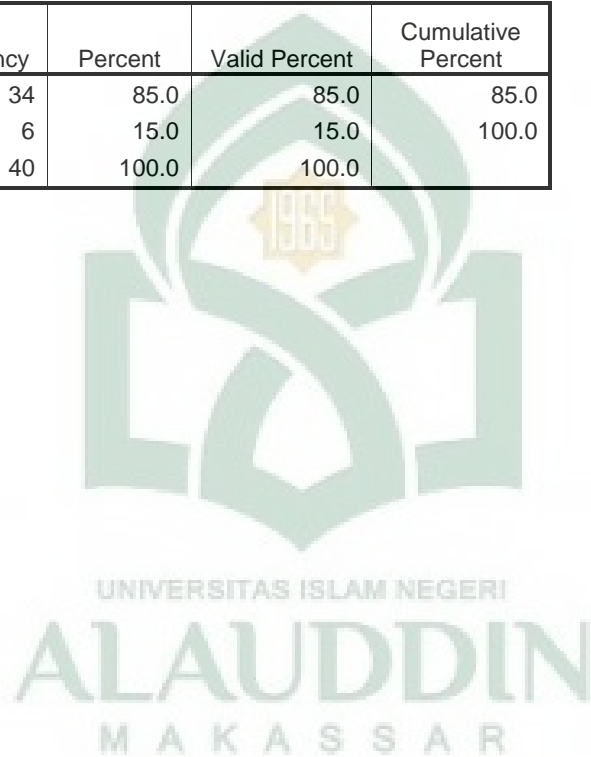 Cumulative
Percent Valid Percent Percent
34 85.0 85.0 85.0
6 15.0 15.0 100.0
40 100.0 100.0
1965
UNIVERSITAS ISLAM NEGERI
ALAUDDIN
MAKASSAR